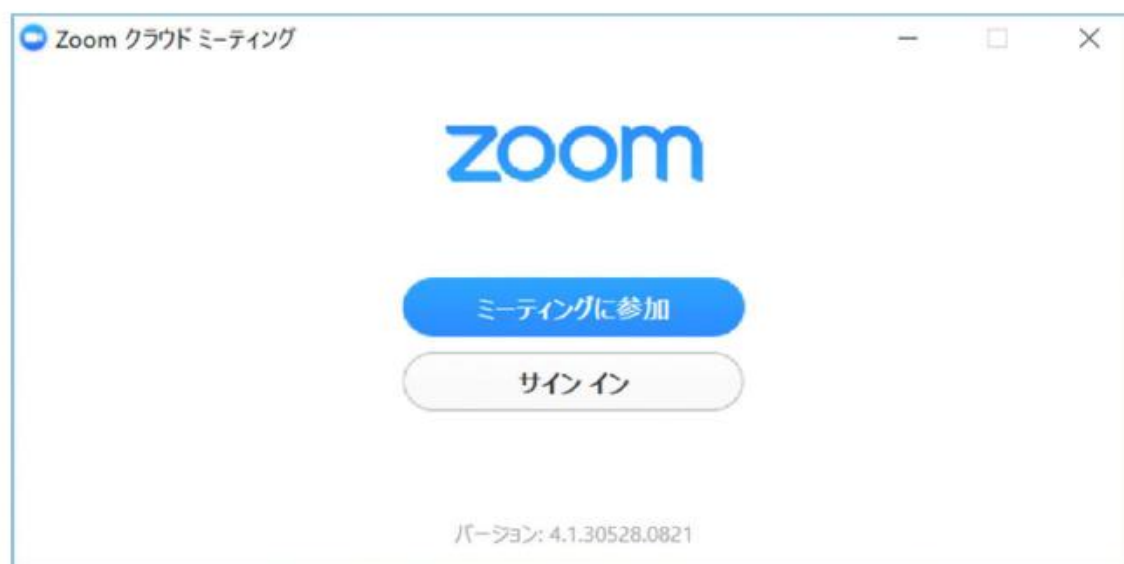 Zoom クラウド ミーティング
zoom
ミーティングに参加
サイン イン
バージョン: 4.1.30528.0821